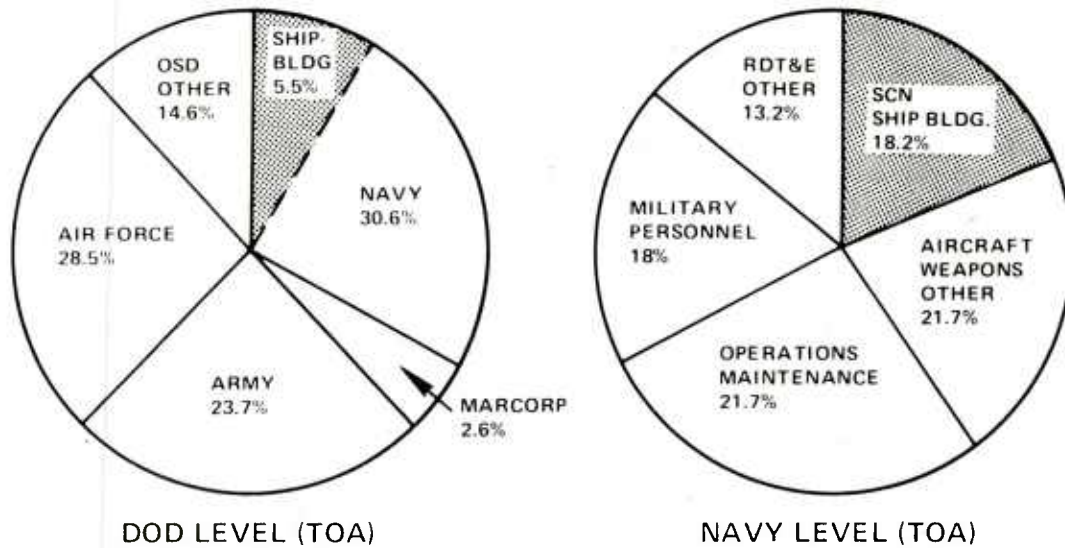 SHIP-
BLDG
5.5%
OSD
OTHER
14.6%
NAVY
30.6%
AIR FORCE
28.5%
ARMY
23.7%
MARCORP
2.6%
DOD LEVEL (TOA)
RDT&E
OTHER
13.2%
SCN
SHIP BLDG.
18.2%
MILITARY
PERSONNEL
18%
AIRCRAFT
WEAPONS
OTHER
21.7%
OPERATIONS
MAINTENANCE
21.7%
NAVY LEVEL (TOA)